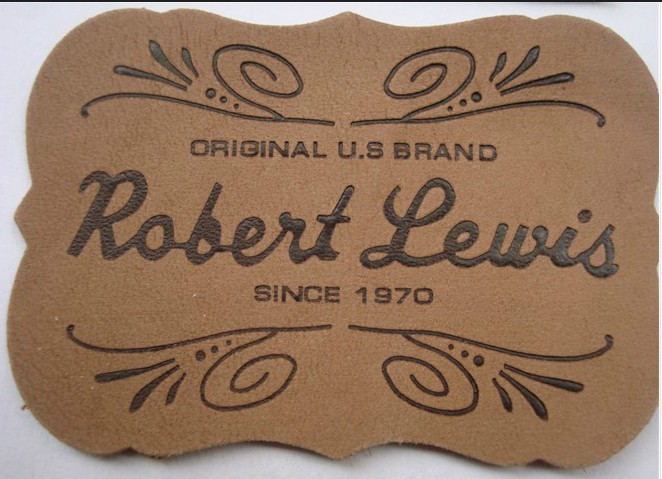 ORIGINAL U.S BRAND
Robert Lewis
SINCE 1970